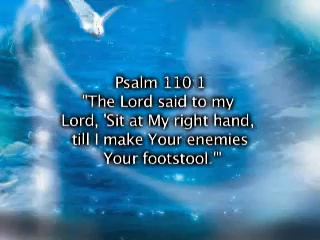 Psalm 110:1
"The Lord said to my
Lord, 'Sit at My right hand,
till I make Your enemies
Your footstool.'"